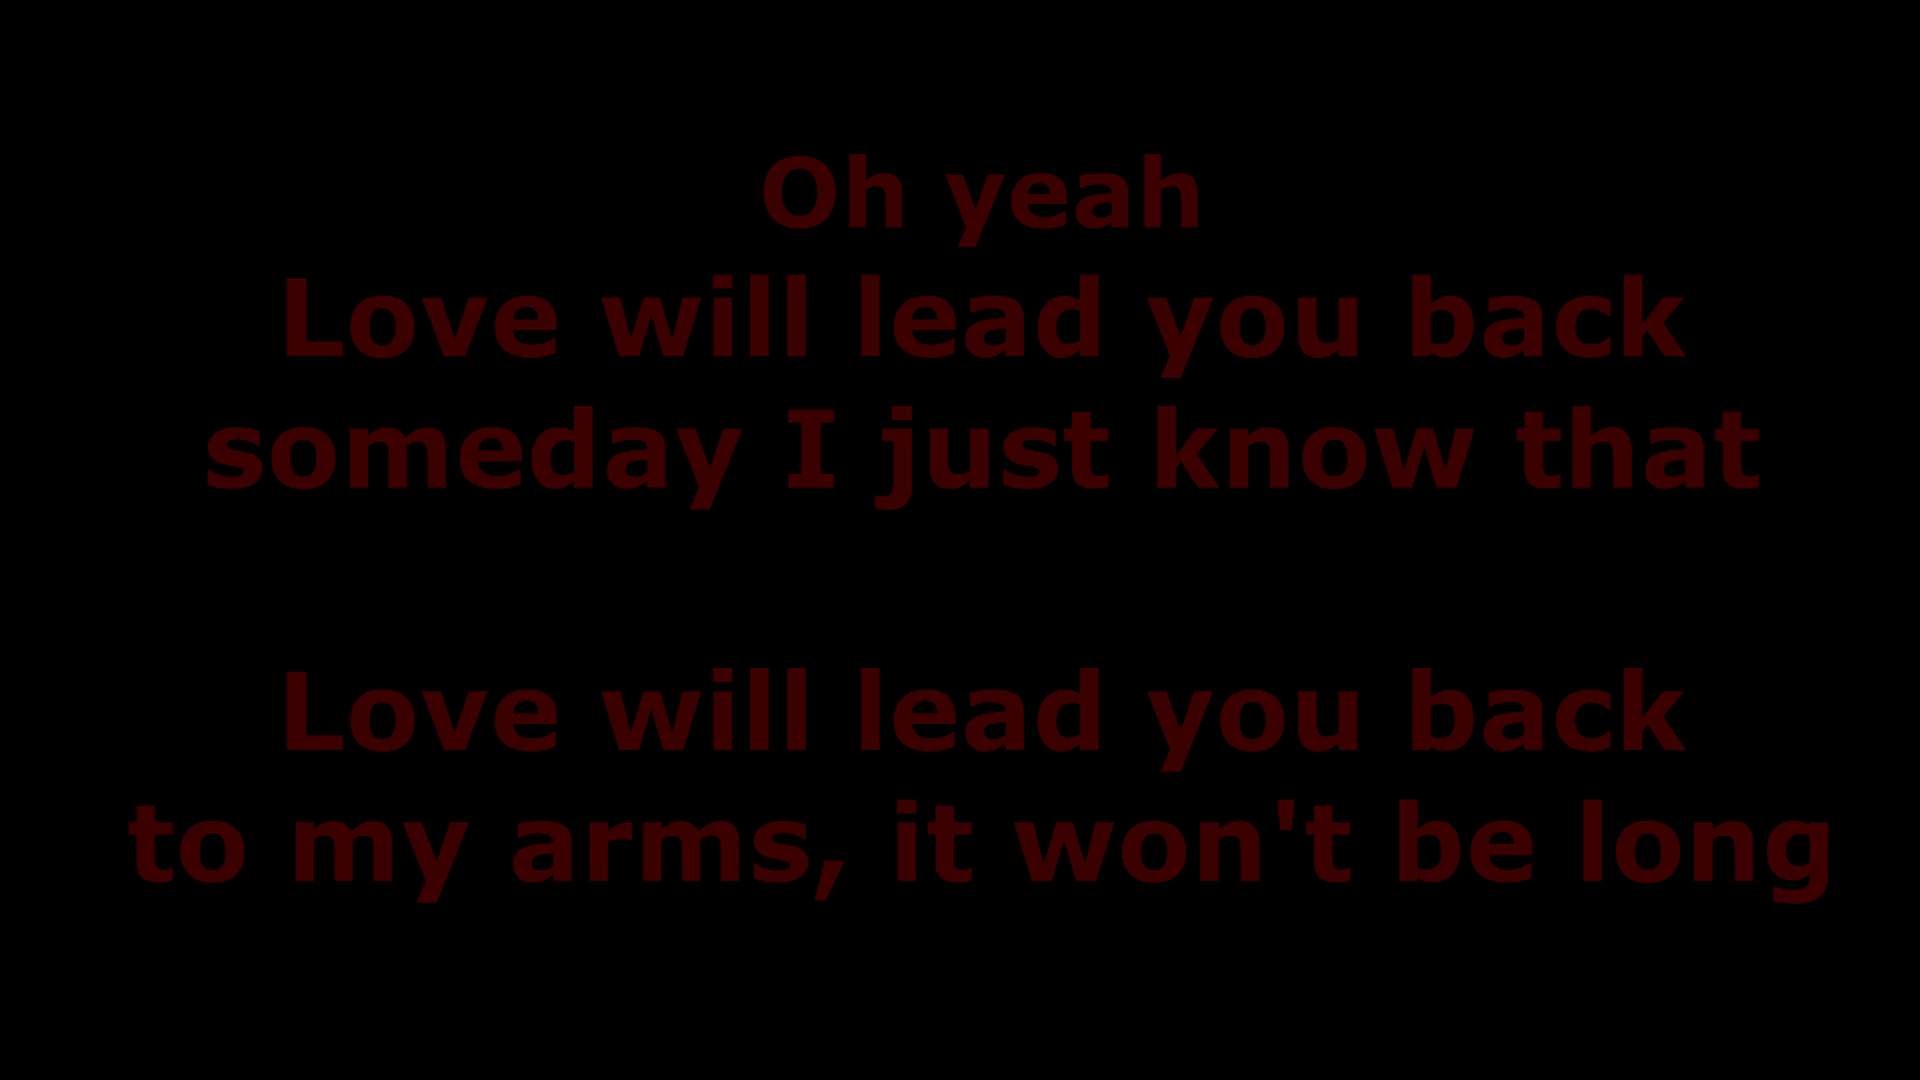 Oh yeah
Love will lead you back
someday I just know that
Love will lead you back
to my arms, it won't be long